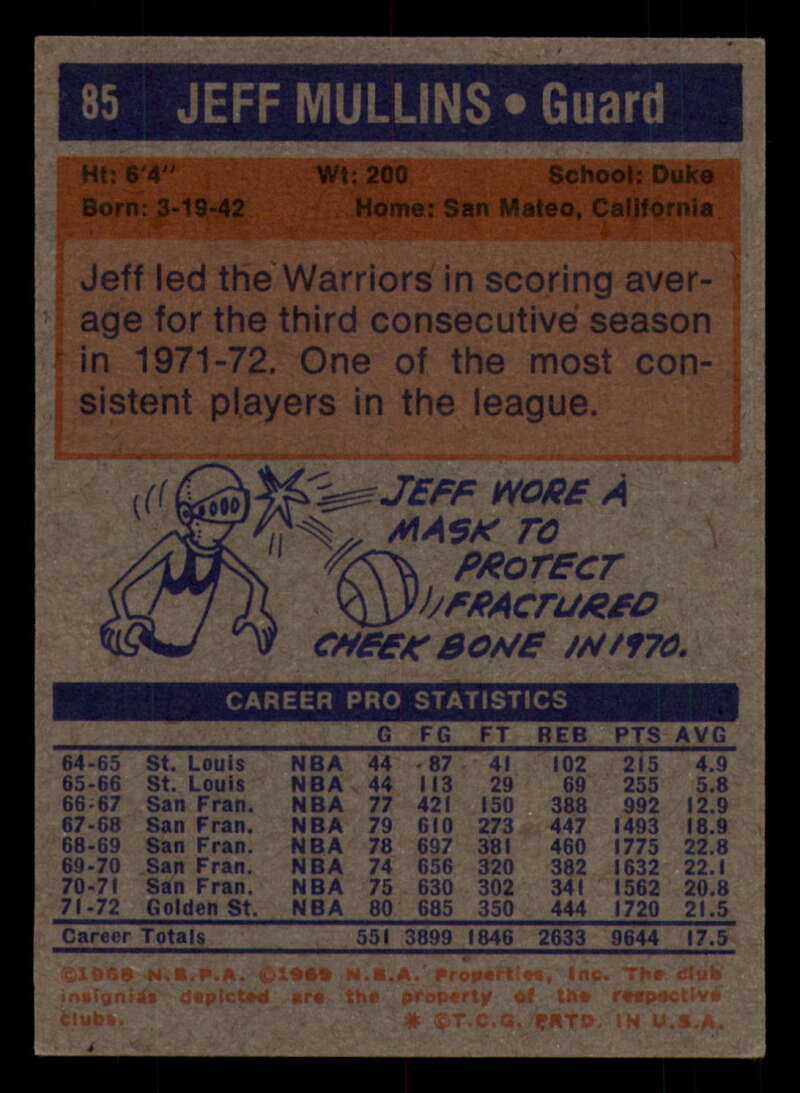 85 JEFF MULLINS • Guard
Ht: 6'4" Wt: 200 School: Duke
Born: 3-19-42 Home: San Mateo, California
Jeff led the Warriors in scoring aver-
age for the third consecutive season
in 1971-72. One of the most con-
sistent players in the league.
JEFF WORE A
MASK TO
PROTECT
FRACTURED
CHEEK BONE IN 1970.
CAREER PRO STATISTICS
G FG FT REB PTS AVG
64-65 St. Louis NBA 44 87 41 102 215 4.9
65-66 St. Louis NBA 44 113 29 69 255 5.8
66-67 San Fran. NBA 77 421 150 388 992 12.9
67-68 San Fran. NBA 79 610 273 447 1493 18.9
68-69 San Fran. NBA 78 697 381 460 1775 22.8
69-70 San Fran. NBA 74 656 320 382 1632 22.1
70-71 San Fran. NBA 75 630 302 341 1562 20.8
71-72 Golden St. NBA 80 685 350 444 1720 21.5
Career Totals 551 3899 1846 2633 9644 17.5
©1968 N.B.P.A. ©1969 N.B.A. Properties, Inc. The club
insignias depicted are the property of the respective
clubs. * ©T.C.G. PRTD. IN U.S.A.